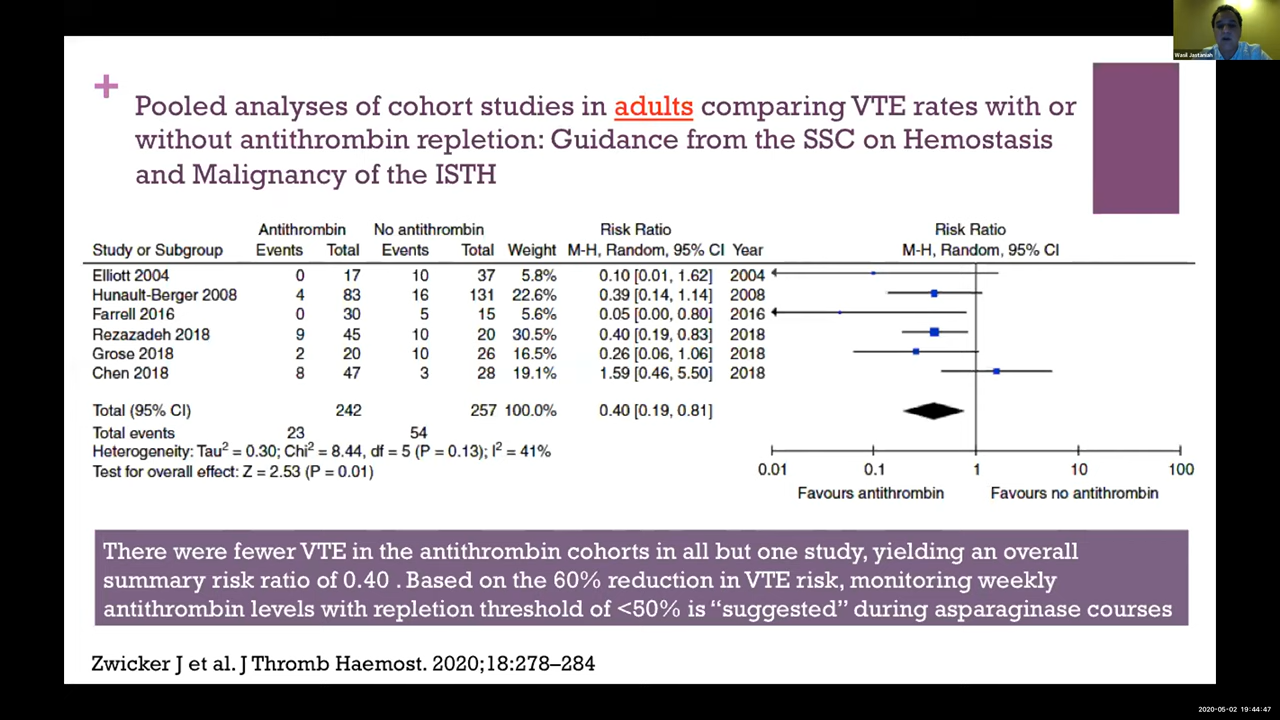 Wasil Jastaniah
+
Pooled analyses of cohort studies in adults comparing VTE rates with or
without antithrombin repletion: Guidance from the SSC on Hemostasis
and Malignancy of the ISTH
Antithrombin No antithrombin Risk Ratio Risk Ratio
Study or Subgroup Events Total Events Total Weight M-H, Random, 95% CI Year M-H, Random, 95% CI
Elliott 2004 0 17 10 37 5.8% 0.10 [0.01, 1.62] 2004
Hunault-Berger 2008 4 83 16 131 22.6% 0.39 [0.14, 1.14] 2008
Farrell 2016 0 30 5 15 5.6% 0.05 [0.00, 0.80] 2016
Rezazadeh 2018 9 45 10 20 30.5% 0.40 [0.19, 0.83] 2018
Grose 2018 2 20 10 26 16.5% 0.26 [0.06, 1.06] 2018
Chen 2018 8 47 3 28 19.1% 1.59 [0.46, 5.50] 2018
Total (95% CI) 242 257 100.0% 0.40 [0.19, 0.81]
Total events 23 54
Heterogeneity: Tau² = 0.30; Chi² = 8.44, df = 5 (P = 0.13); I² = 41%
Test for overall effect: Z = 2.53 (P = 0.01)
0.01 0.1 1 10 100
Favours antithrombin Favours no antithrombin
There were fewer VTE in the antithrombin cohorts in all but one study, yielding an overall
summary risk ratio of 0.40 . Based on the 60% reduction in VTE risk, monitoring weekly
antithrombin levels with repletion threshold of <50% is “suggested” during asparaginase courses
Zwicker J et al. J Thromb Haemost. 2020;18:278–284
2020-05-02 19:44:47